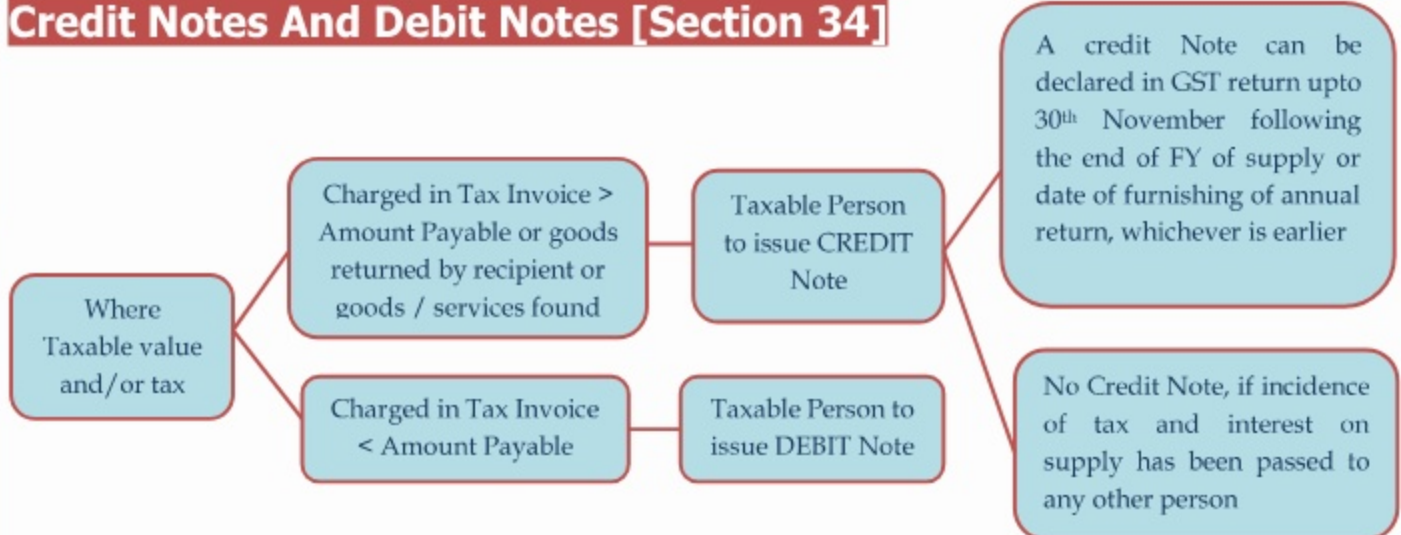 Credit Notes And Debit Notes [Section 34]
Where
Taxable value
and/or tax
Charged in Tax Invoice >
Amount Payable or goods
returned by recipient or
goods / services found
Taxable Person
to issue CREDIT
Note
A credit Note can be
declared in GST return upto
30th November following
the end of FY of supply or
date of furnishing of annual
return, whichever is earlier
No Credit Note, if incidence
of tax and interest on
supply has been passed to
any other person
Charged in Tax Invoice
< Amount Payable
Taxable Person to
issue DEBIT Note